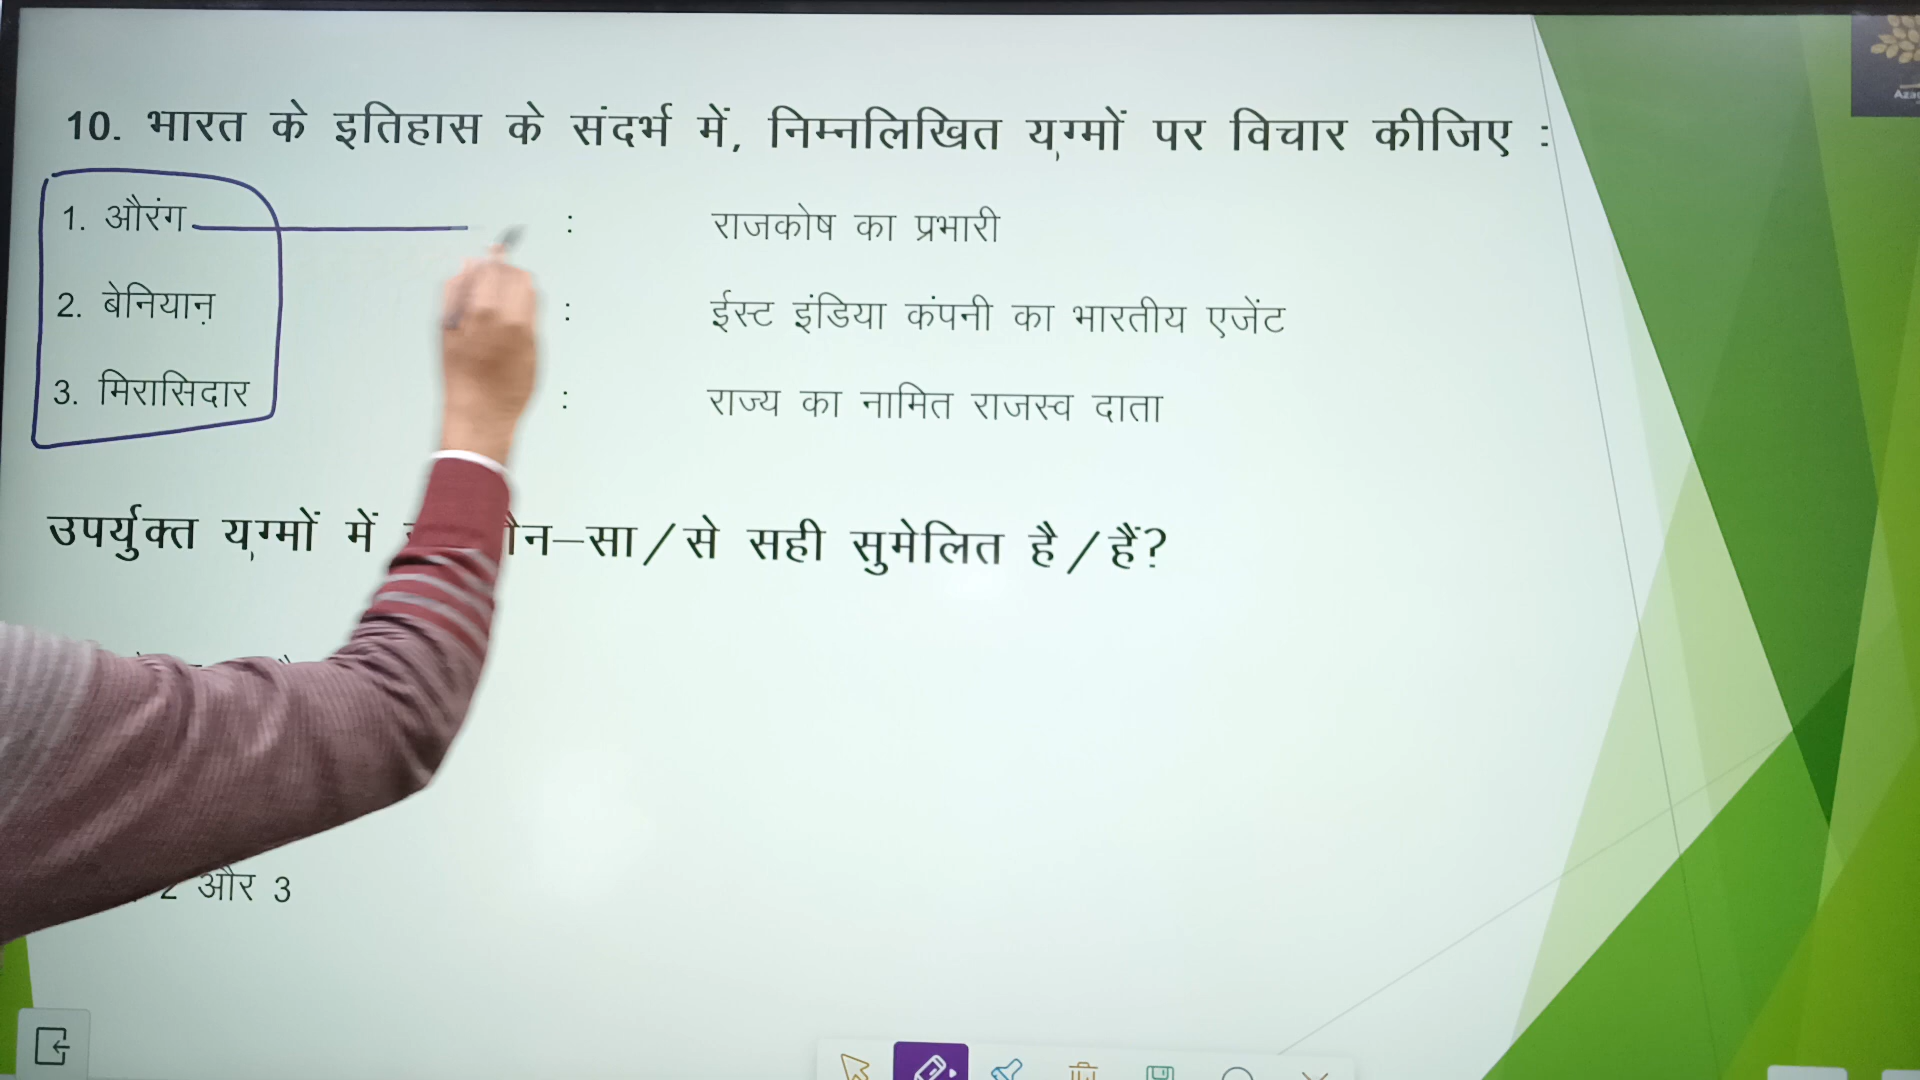 10. भारत के इतिहास के संदर्भ में, निम्नलिखित युग्मों पर विचार कीजिए :
1. औरंग : राजकोष का प्रभारी
2. बेनियान : ईस्ट इंडिया कंपनी का भारतीय एजेंट
3. मिरासिदार : राज्य का नामित राजस्व दाता
उपर्युक्त युग्मों में ौन–सा/से सही सुमेलित है/हैं?
2 और 3